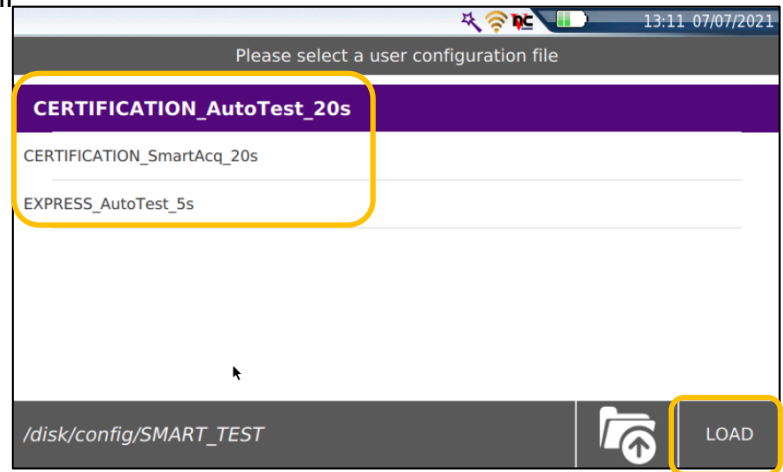 13:11 07/07/2021
Please select a user configuration file
CERTIFICATION_AutoTest_20s
CERTIFICATION_SmartAcq_20s
EXPRESS_AutoTest_5s
/disk/config/SMART_TEST
LOAD